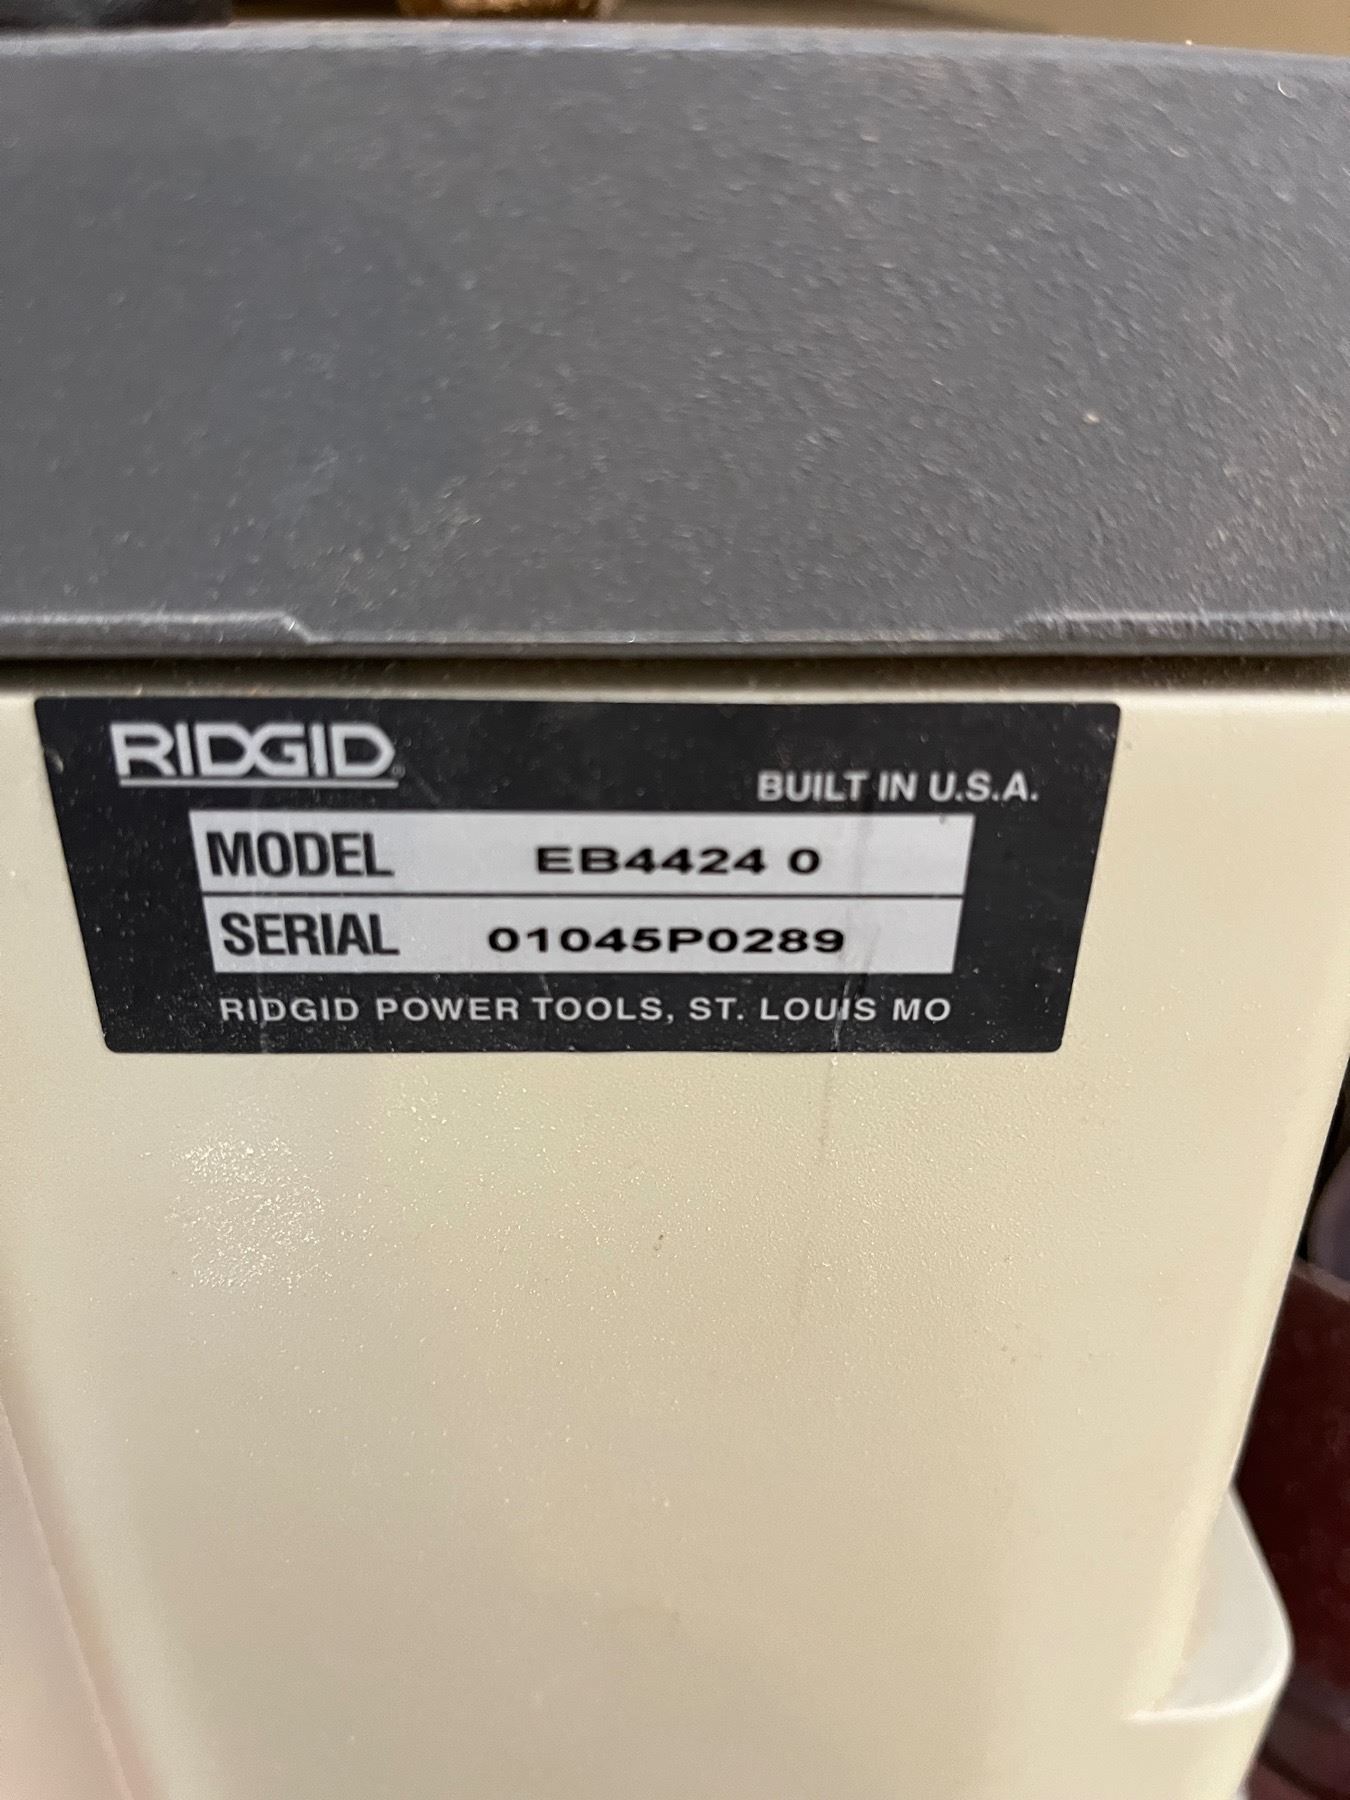 RIDGID
BUILT IN U.S.A.
MODEL EB4424 0
SERIAL 01045P0289
RIDGID POWER TOOLS, ST. LOUIS MO